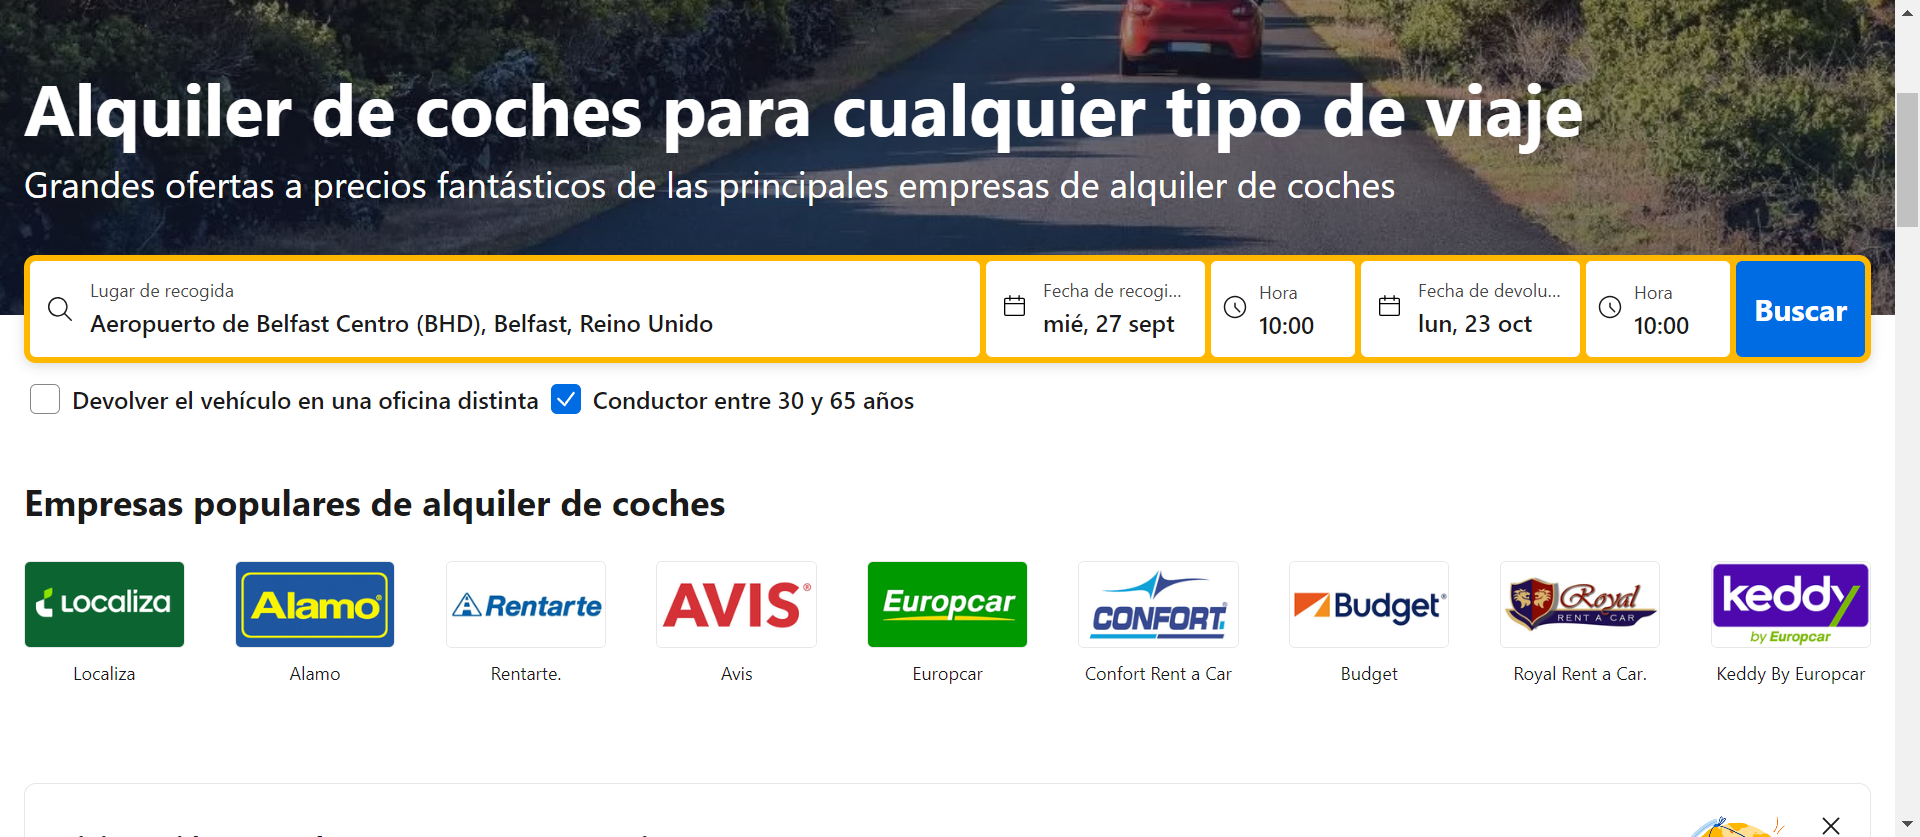 Alquiler de coches para cualquier tipo de viaje
Grandes ofertas a precios fantásticos de las principales empresas de alquiler de coches
Lugar de recogida
Aeropuerto de Belfast Centro (BHD), Belfast, Reino Unido
Fecha de recogi...
mié, 27 sept
Hora
10:00
Fecha de devolu...
lun, 23 oct
Hora
10:00
Buscar
Devolver el vehículo en una oficina distinta
Conductor entre 30 y 65 años
Empresas populares de alquiler de coches
Localiza
Alamo
Rentarte
AVIS
Europcar
CONFORT
Budget
Royal
RENT A CAR
keddy
by Europcar
Localiza
Alamo
Rentarte.
Avis
Europcar
Confort Rent a Car
Budget
Royal Rent a Car.
Keddy By Europcar